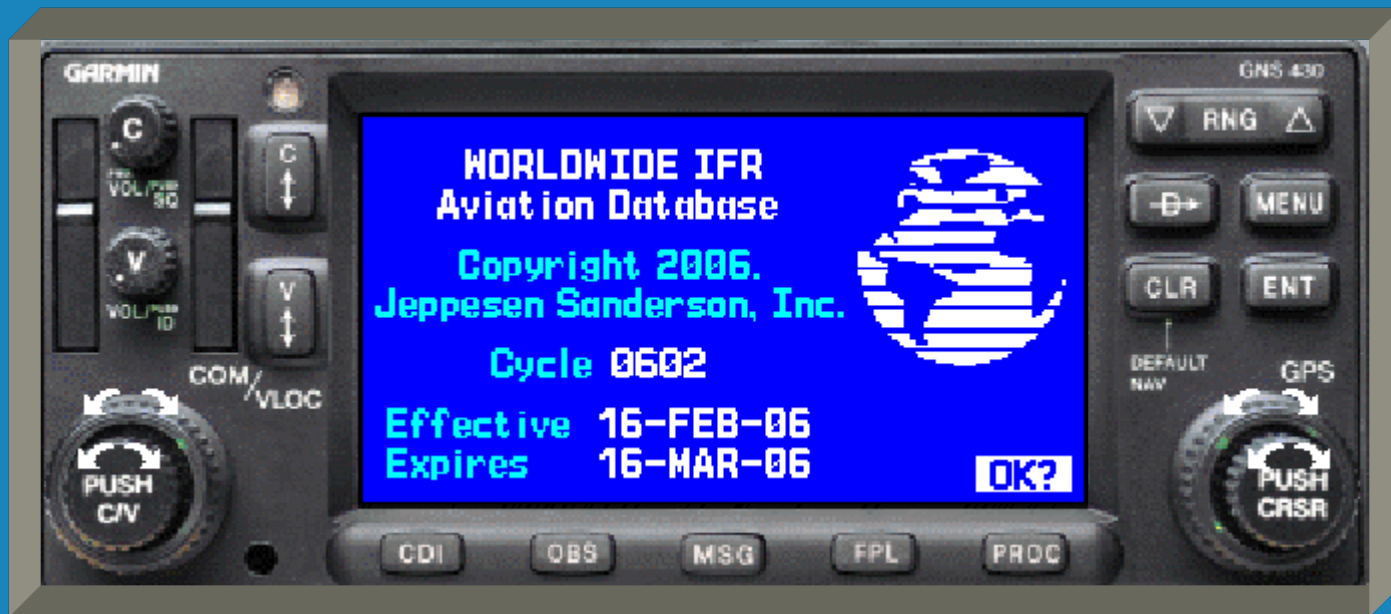 GARMIN
GNS 430
C
VOL/PUSH
SQ
V
VOL/PUSH
ID
C
V
COM/VLOC
PUSH
C/V
WORLDWIDE IFR
Aviation Database
Copyright 2006.
Jeppesen Sanderson, Inc.
Cycle 0602
Effective 16-FEB-06
Expires 16-MAR-06
OK?
RNG
D
MENU
CLR
ENT
DEFAULT
NAV
GPS
PUSH
CRSR
CDI
OBS
MSG
FPL
PROC